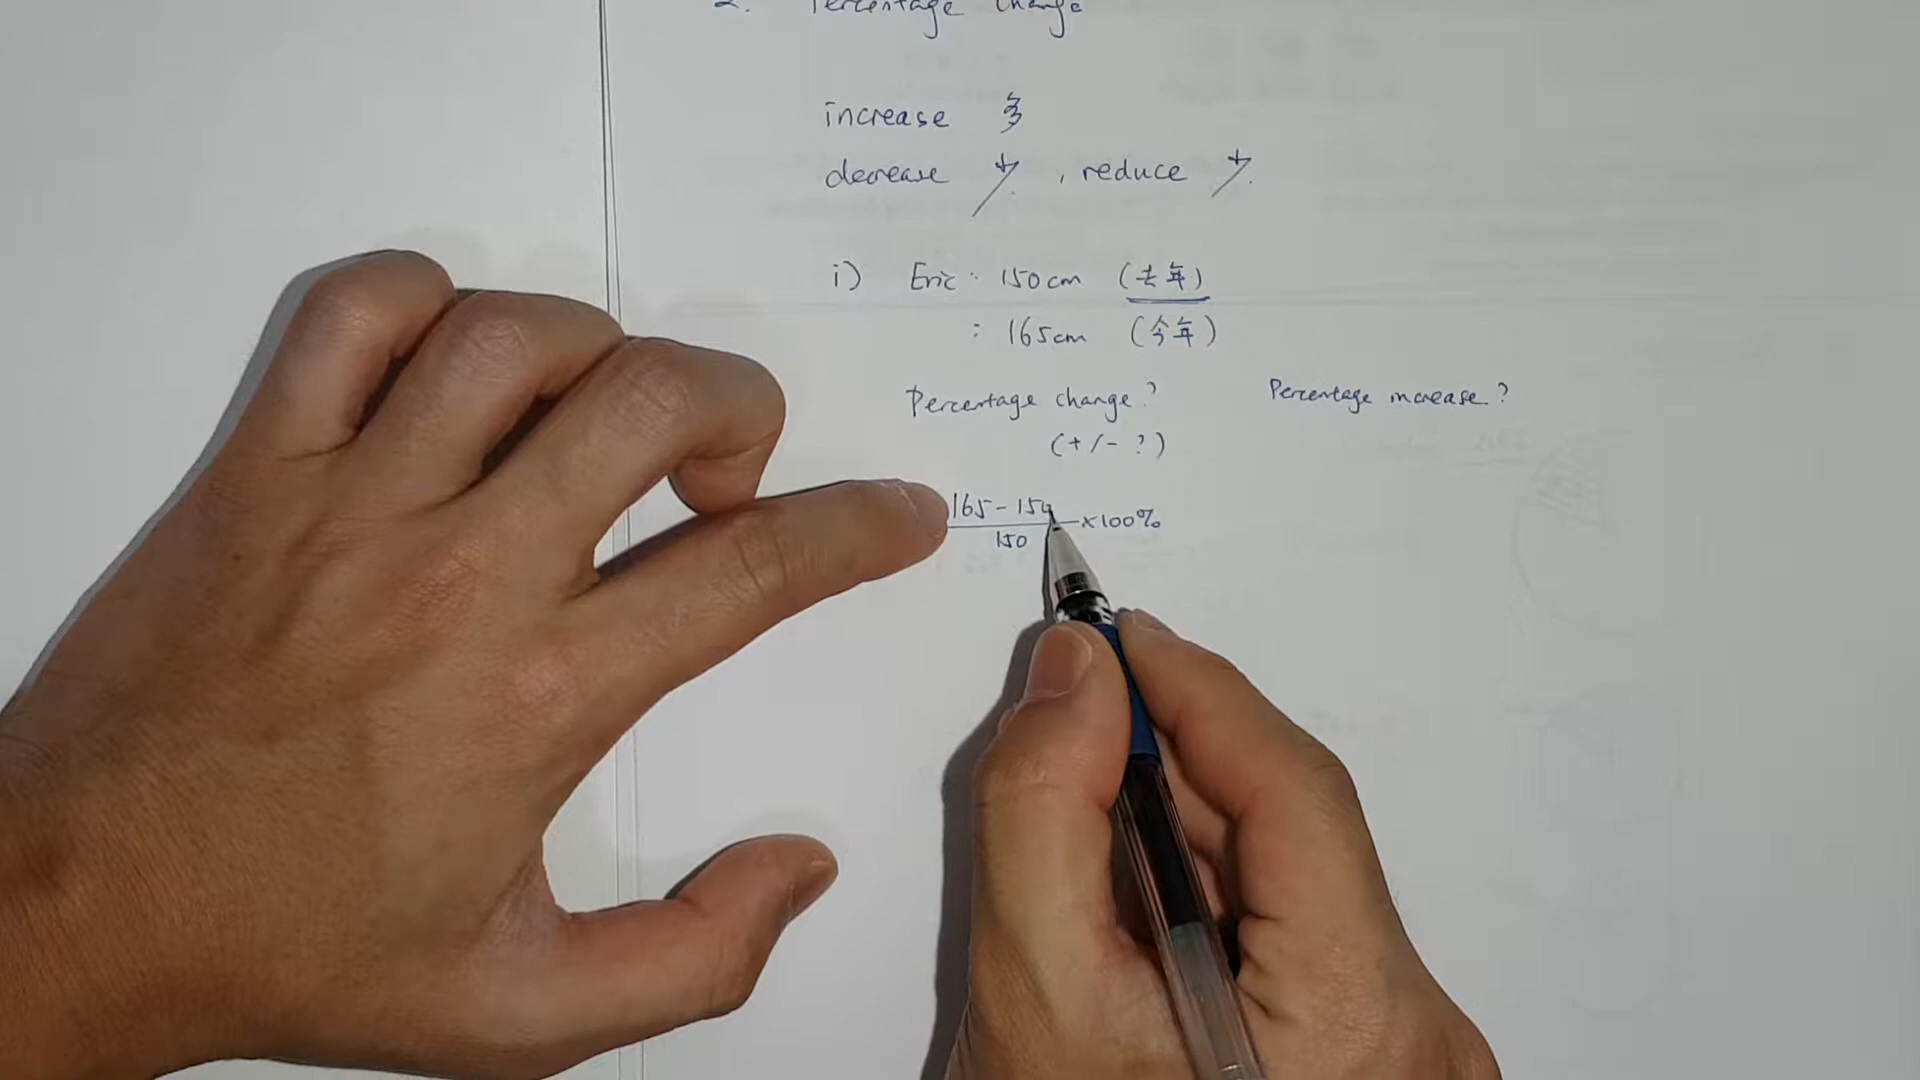 2. Percentage Change
increase 多
decrease 少, reduce 少
i) Eric: 150cm (去年)
: 165cm (今年)
Percentage change? Percentage increase?
(+/- ?)
165-150
———×100%
150